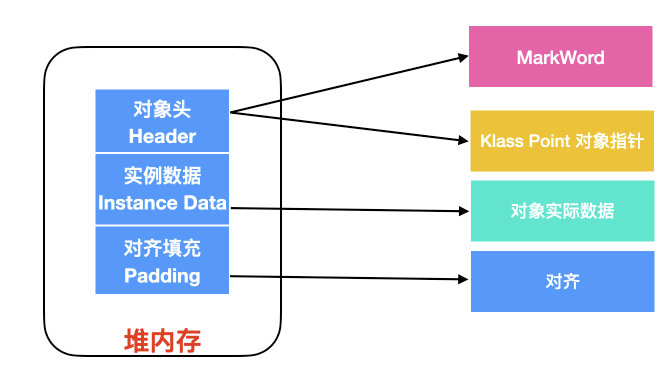 对象头
Header
实例数据
Instance Data
对齐填充
Padding
堆内存
MarkWord
Klass Point 对象指针
对象实际数据
对齐